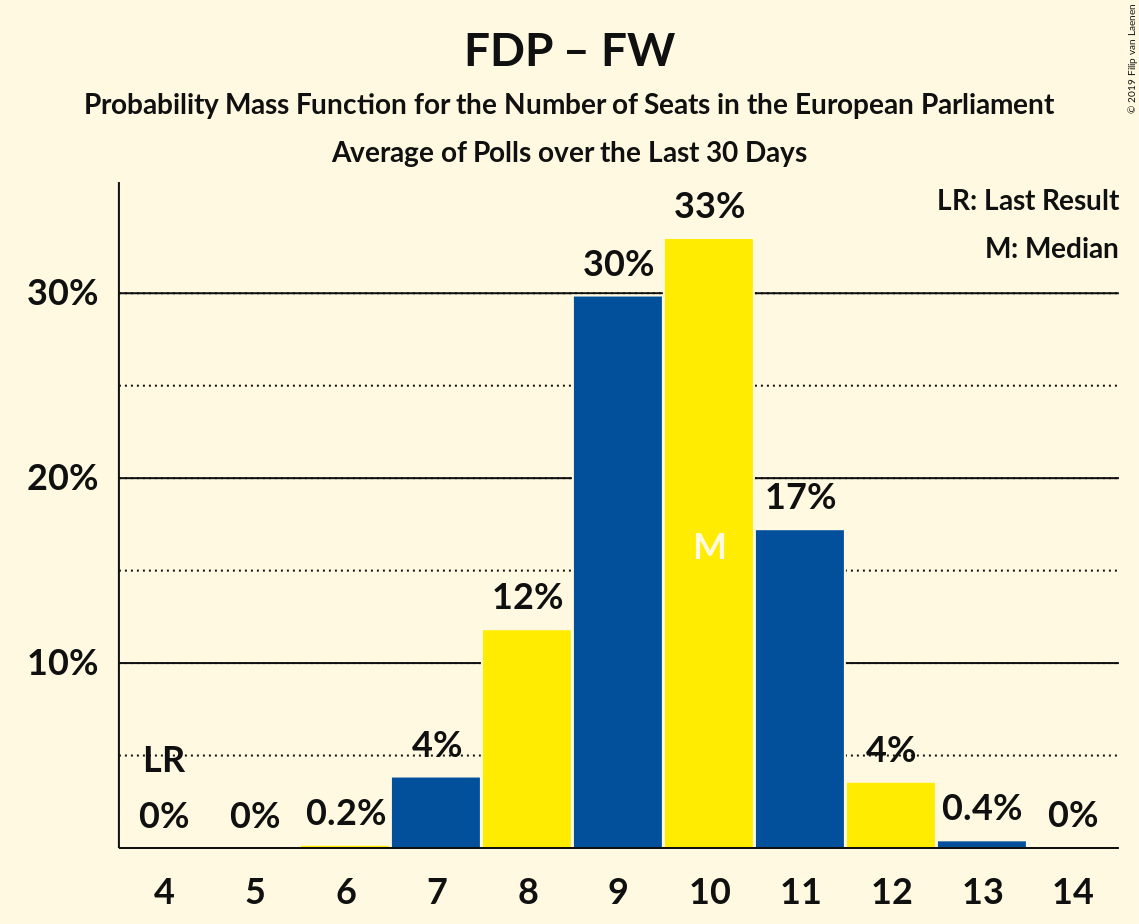 FDP – FW
Probability Mass Function for the Number of Seats in the European Parliament
Average of Polls over the Last 30 Days
© 2019 Filip van Laenen
LR: Last Result
M: Median
33%
30%
30%
20%
17%
M
12%
10%
4%
4%
LR
0%
0%
0.2%
0.4%
0%
4 5 6 7 8 9 10 11 12 13 14